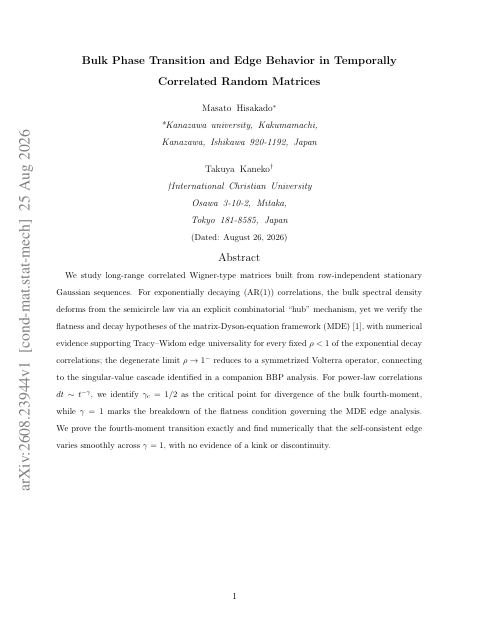 Bulk Phase Transition and Edge Behavior in Temporally
Correlated Random Matrices
Masato Hisakado*
*Kanazawa university, Kakumamachi,
Kanazawa, Ishikawa 920-1192, Japan
Takuya Kaneko†
†International Christian University
Osawa 3-10-2, Mitaka,
Tokyo 181-8585, Japan
(Dated: August 26, 2026)
Abstract
We study long-range correlated Wigner-type matrices built from row-independent stationary
Gaussian sequences. For exponentially decaying (AR(1)) correlations, the bulk spectral density
deforms from the semicircle law via an explicit combinatorial “hub” mechanism, yet we verify the
flatness and decay hypotheses of the matrix-Dyson-equation framework (MDE) [1], with numerical
evidence supporting Tracy–Widom edge universality for every fixed ρ < 1 of the exponential decay
correlations; the degenerate limit ρ → 1⁻ reduces to a symmetrized Volterra operator, connecting
to the singular-value cascade identified in a companion BBP analysis. For power-law correlations
dt ∼ t^{−γ}, we identify γ_c = 1/2 as the critical point for divergence of the bulk fourth-moment,
while γ = 1 marks the breakdown of the flatness condition governing the MDE edge analysis.
We prove the fourth-moment transition exactly and find numerically that the self-consistent edge
varies smoothly across γ = 1, with no evidence of a kink or discontinuity.
1
arXiv:2608.23944v1 [cond-mat.stat-mech] 25 Aug 2026